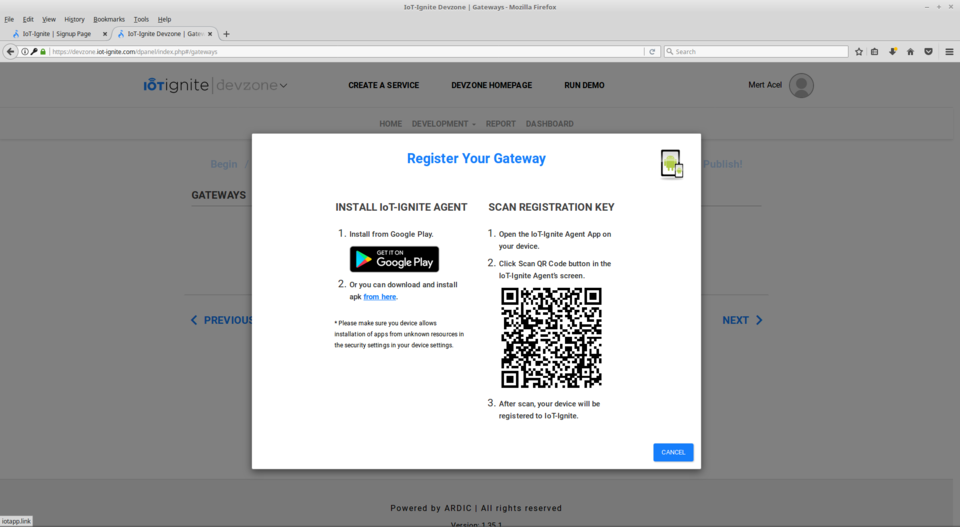 IoT-Ignite Devzone | Gateways - Mozilla Firefox
File Edit View History Bookmarks Tools Help
IoT-Ignite | Signup Page
IoT-Ignite Devzone | Gatew
https://devzone.iot-ignite.com/dpanel/index.php#/gateways
Search
iOTignite | devzone
CREATE A SERVICE
DEVZONE HOMEPAGE
RUN DEMO
Mert Acel
HOME
DEVELOPMENT
REPORT
DASHBOARD
Begin /
Publish!
GATEWAYS
PREVIOUS
NEXT
Register Your Gateway
INSTALL IoT-IGNITE AGENT
1. Install from Google Play.
GET IT ON
Google Play
2. Or you can download and install
apk from here.
* Please make sure you device allows
installation of apps from unknown resources in
the security settings in your device settings.
SCAN REGISTRATION KEY
1. Open the IoT-Ignite Agent App on
your device.
2. Click Scan QR Code button in the
IoT-Ignite Agent's screen.
3. After scan, your device will be
registered to IoT-Ignite.
CANCEL
Powered by ARDIC | All rights reserved
Version: 1.35.1
iotapp.link